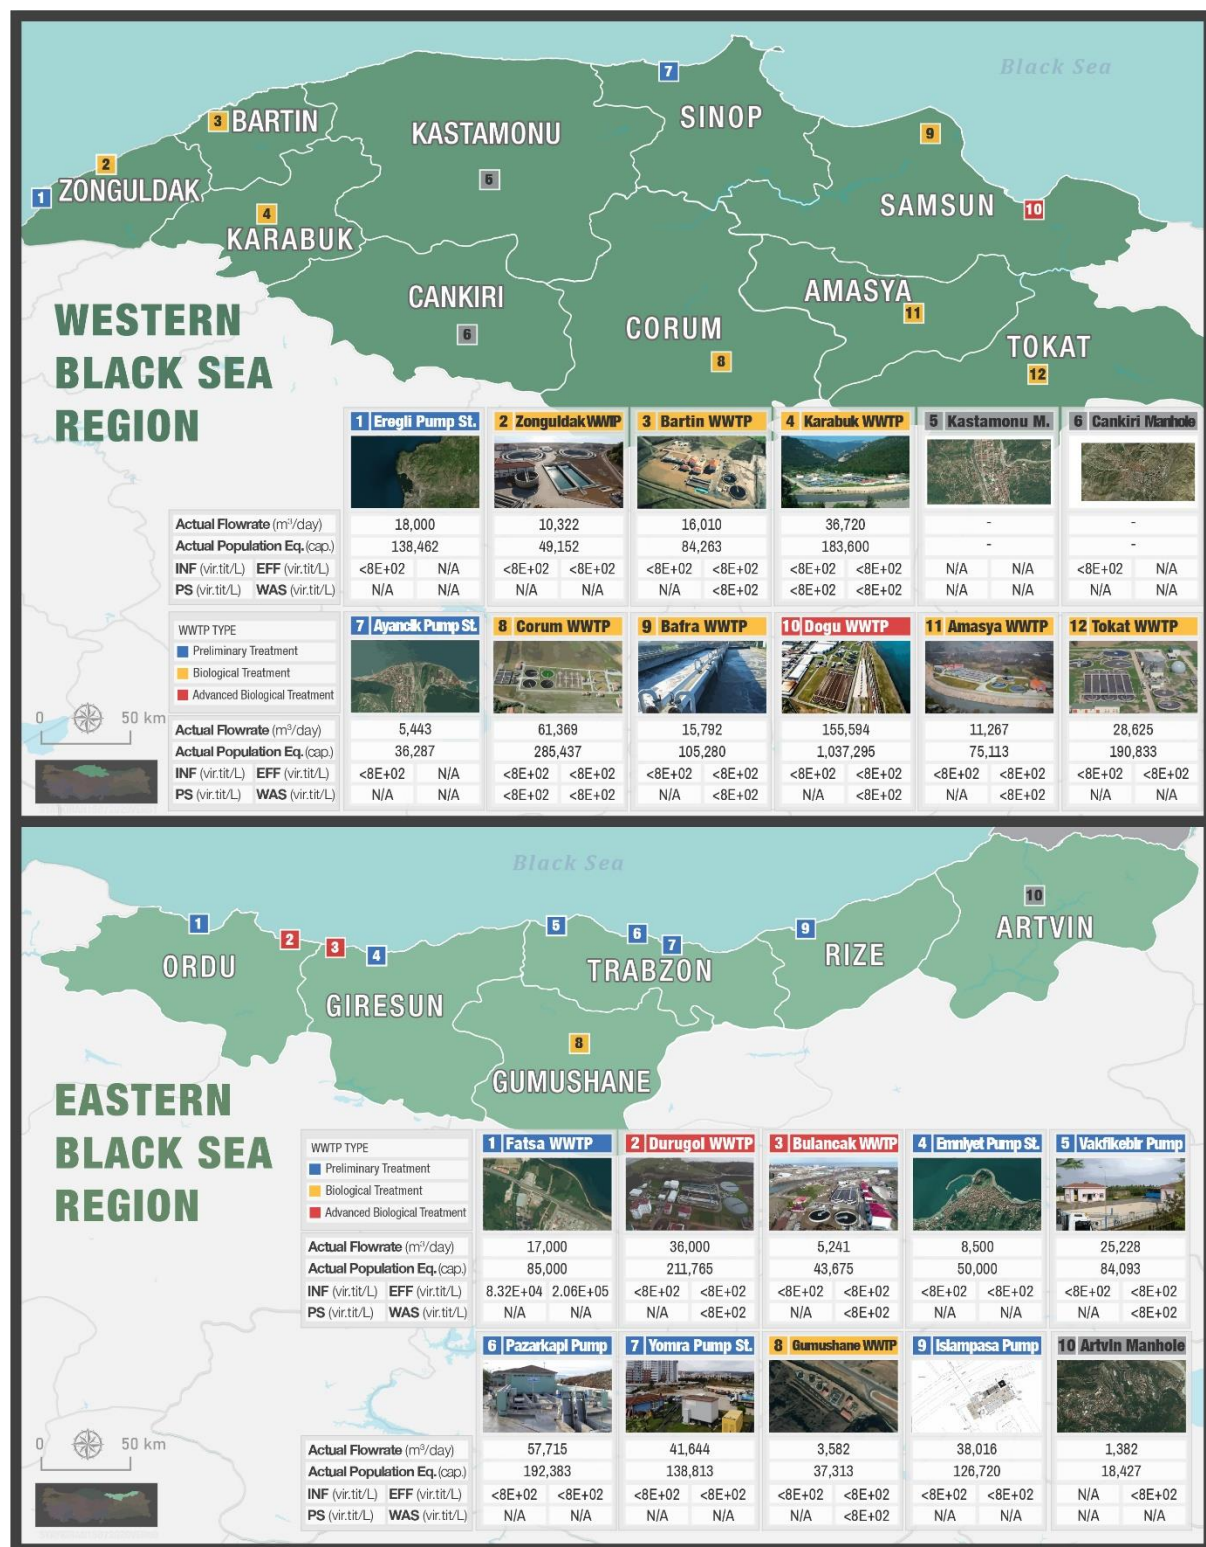 Black Sea
7
SINOP
3 BARTIN
KASTAMONU
9
2
5
1 ZONGULDAK
SAMSUN 10
4
KARABUK
CANKIRI
AMASYA
11
CORUM
6
TOKAT
8
12
WESTERN
BLACK SEA
REGION
1 Eregli Pump St. 2 Zonguldak WWTP 3 Bartin WWTP 4 Karabuk WWTP 5 Kastamonu M. 6 Cankiri Manhole
Actual Flowrate (m³/day) 18,000 10,322 16,010 36,720 - -
Actual Population Eq. (cap.) 138,462 49,152 84,263 183,600 - -
INF (vir.tit/L) EFF (vir.tit/L) <8E+02 N/A <8E+02 <8E+02 <8E+02 <8E+02 <8E+02 <8E+02 N/A N/A <8E+02 N/A
PS (vir.tit/L) WAS (vir.tit/L) N/A N/A N/A N/A N/A <8E+02 <8E+02 <8E+02 N/A N/A N/A N/A
WWTP TYPE
Preliminary Treatment
Biological Treatment
Advanced Biological Treatment
0 50 km
7 Ayancik Pump St. 8 Corum WWTP 9 Bafra WWTP 10 Dogu WWTP 11 Amasya WWTP 12 Tokat WWTP
Actual Flowrate (m³/day) 5,443 61,369 15,792 155,594 11,267 28,625
Actual Population Eq. (cap.) 36,287 285,437 105,280 1,037,295 75,113 190,833
INF (vir.tit/L) EFF (vir.tit/L) <8E+02 N/A <8E+02 <8E+02 <8E+02 <8E+02 <8E+02 <8E+02 <8E+02 <8E+02 <8E+02 <8E+02
PS (vir.tit/L) WAS (vir.tit/L) N/A N/A <8E+02 <8E+02 N/A <8E+02 N/A <8E+02 N/A <8E+02 N/A N/A
Black Sea
10
ARTVIN
1
2
3
4
5
6
7
9
ORDU
TRABZON
RIZE
GIRESUN
8
GUMUSHANE
EASTERN
BLACK SEA
REGION
WWTP TYPE
Preliminary Treatment
Biological Treatment
Advanced Biological Treatment
1 Fatsa WWTP 2 Durugol WWTP 3 Bulancak WWTP 4 Emniyet Pump St. 5 Vakfikebir Pump
Actual Flowrate (m³/day) 17,000 36,000 5,241 8,500 25,228
Actual Population Eq. (cap.) 85,000 211,765 43,675 50,000 84,093
INF (vir.tit/L) EFF (vir.tit/L) 8.32E+04 2.06E+05 <8E+02 <8E+02 <8E+02 <8E+02 <8E+02 <8E+02 <8E+02 <8E+02
PS (vir.tit/L) WAS (vir.tit/L) N/A N/A N/A <8E+02 N/A <8E+02 N/A N/A N/A <8E+02
6 Pazarkapi Pump 7 Yomra Pump St. 8 Gumushane WWTP 9 Islampasa Pump 10 Artvin Manhole
0 50 km
Actual Flowrate (m³/day) 57,715 41,644 3,582 38,016 1,382
Actual Population Eq. (cap.) 192,383 138,813 37,313 126,720 18,427
INF (vir.tit/L) EFF (vir.tit/L) <8E+02 <8E+02 <8E+02 <8E+02 <8E+02 <8E+02 <8E+02 <8E+02 N/A <8E+02
PS (vir.tit/L) WAS (vir.tit/L) N/A N/A N/A N/A N/A <8E+02 N/A N/A N/A N/A